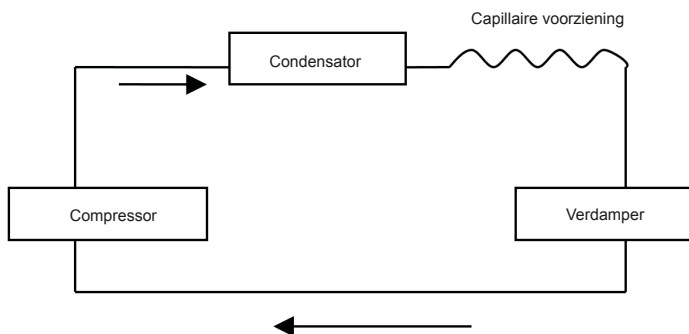 Capillaire voorziening
Condensator
Compressor
Verdamper